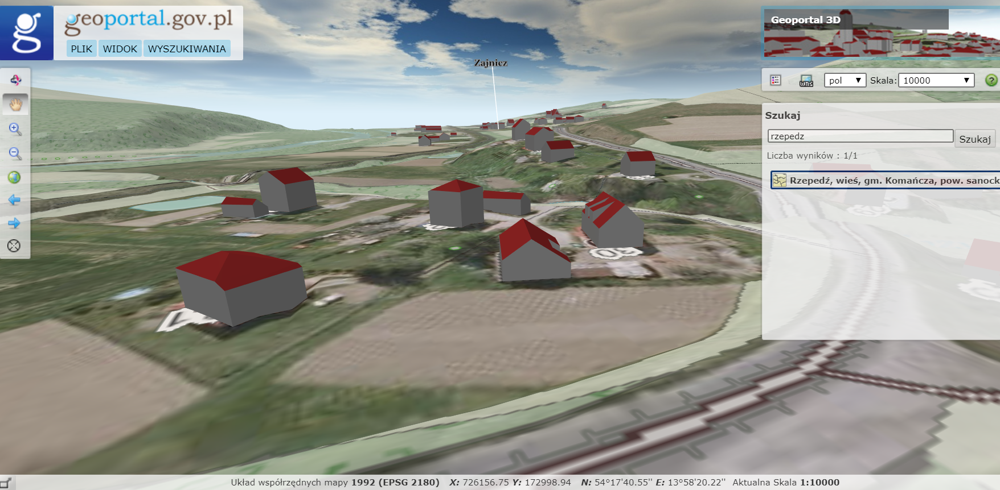 g geoportal.gov.pl
PLIK WIDOK WYSZUKIWANIA
Zajnicz
Geoportal 3D
WMS pol Skala: 10000 ?
Szukaj
rzepedz Szukaj
Liczba wyników : 1/1
Rzepedź, wieś, gm. Komańcza, pow. sanock
Układ współrzędnych mapy 1992 (EPSG 2180) X: 726156.75 Y: 172998.94 N: 54°17'40.55'' E: 13°58'20.22'' Aktualna Skala 1:10000